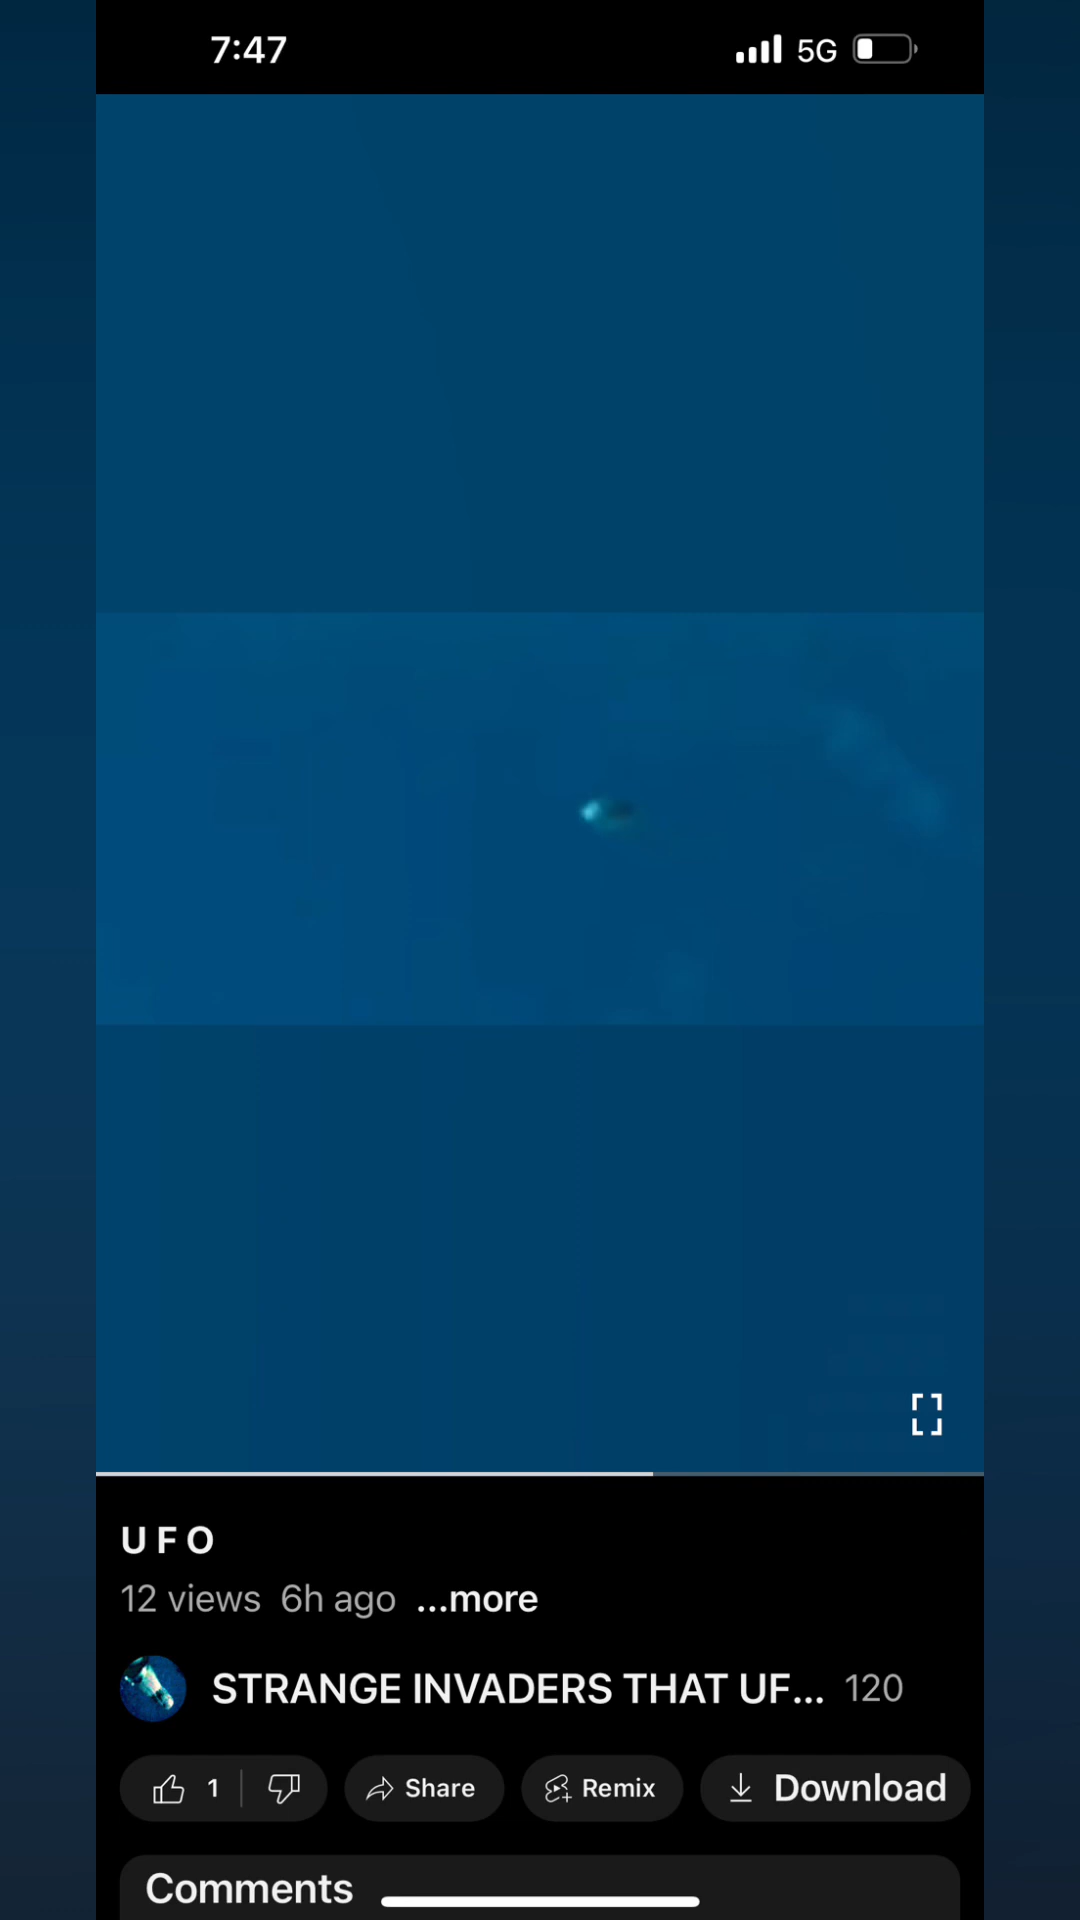 7:47 5G
U F O
12 views 6h ago ...more
STRANGE INVADERS THAT UF... 120
1 Share Remix Download
Comments